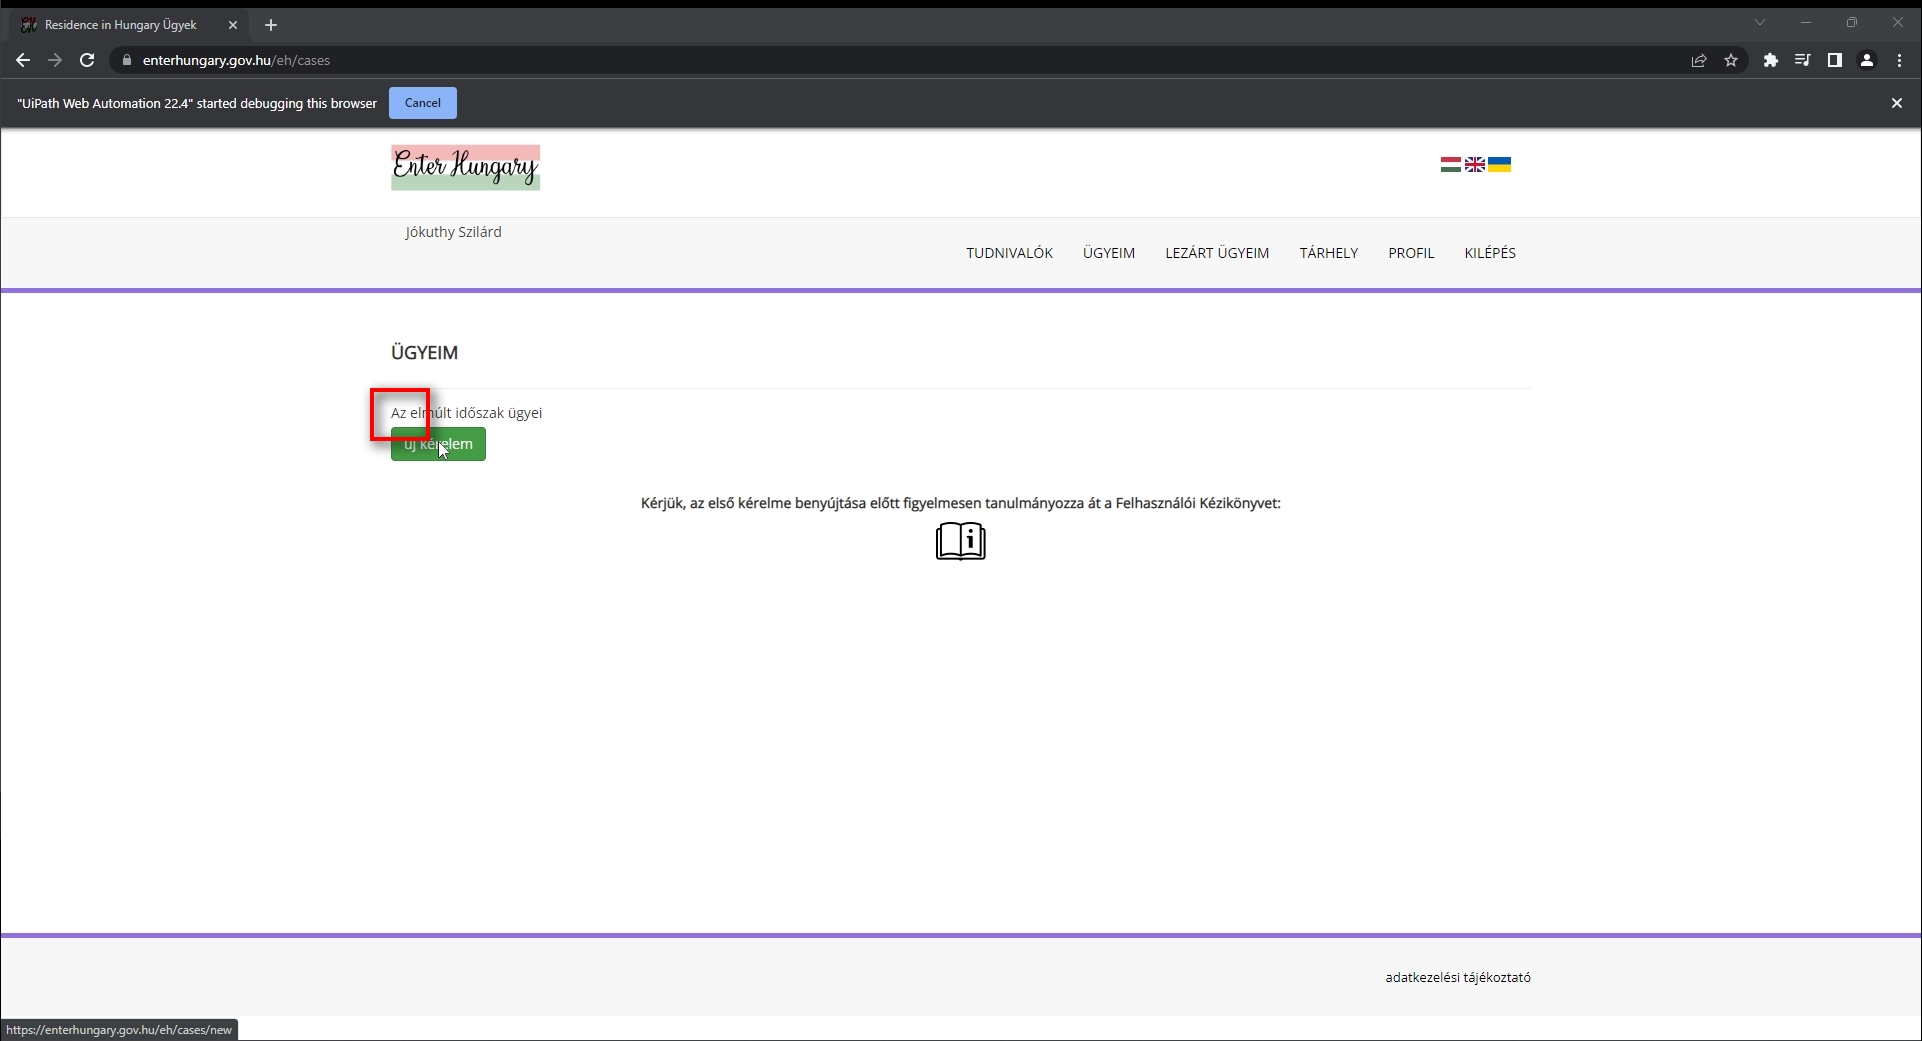 Residence in Hungary Ügyek
enterhungary.gov.hu/eh/cases
"UiPath Web Automation 22.4" started debugging this browser
Cancel
Enter Hungary
Jókuthy Szilárd
TUDNIVALÓK ÜGYEIM LEZÁRT ÜGYEIM TÁRHELY PROFIL KILÉPÉS
ÜGYEIM
Az elmúlt időszak ügyei
új kérelem
Kérjük, az első kérelme benyújtása előtt figyelmesen tanulmányozza át a Felhasználói Kézikönyvet:
adatkezelési tájékoztató
https://enterhungary.gov.hu/eh/cases/new